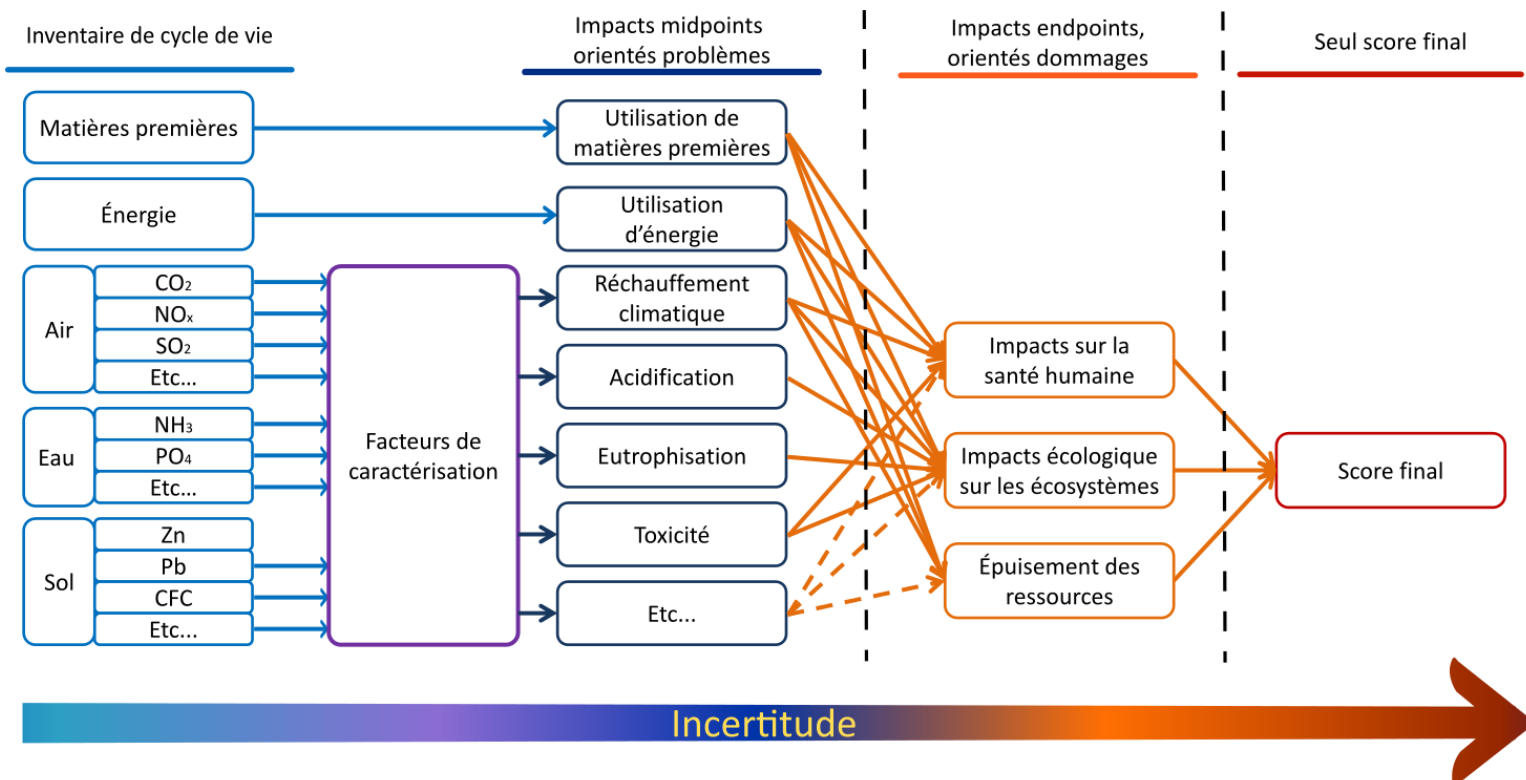 Inventaire de cycle de vie
Impacts midpoints
orientés problèmes
Impacts endpoints,
orientés dommages
Seul score final
Matières premières
Énergie
Air
CO₂
NOₓ
SO₂
Etc...
Eau
NH₃
PO₄
Etc...
Sol
Zn
Pb
CFC
Etc...
Facteurs de
caractérisation
Utilisation de
matières premières
Utilisation
d’énergie
Réchauffement
climatique
Acidification
Eutrophisation
Toxicité
Etc...
Impacts sur la
santé humaine
Impacts écologique
sur les écosystèmes
Épuisement des
ressources
Score final
Incertitude